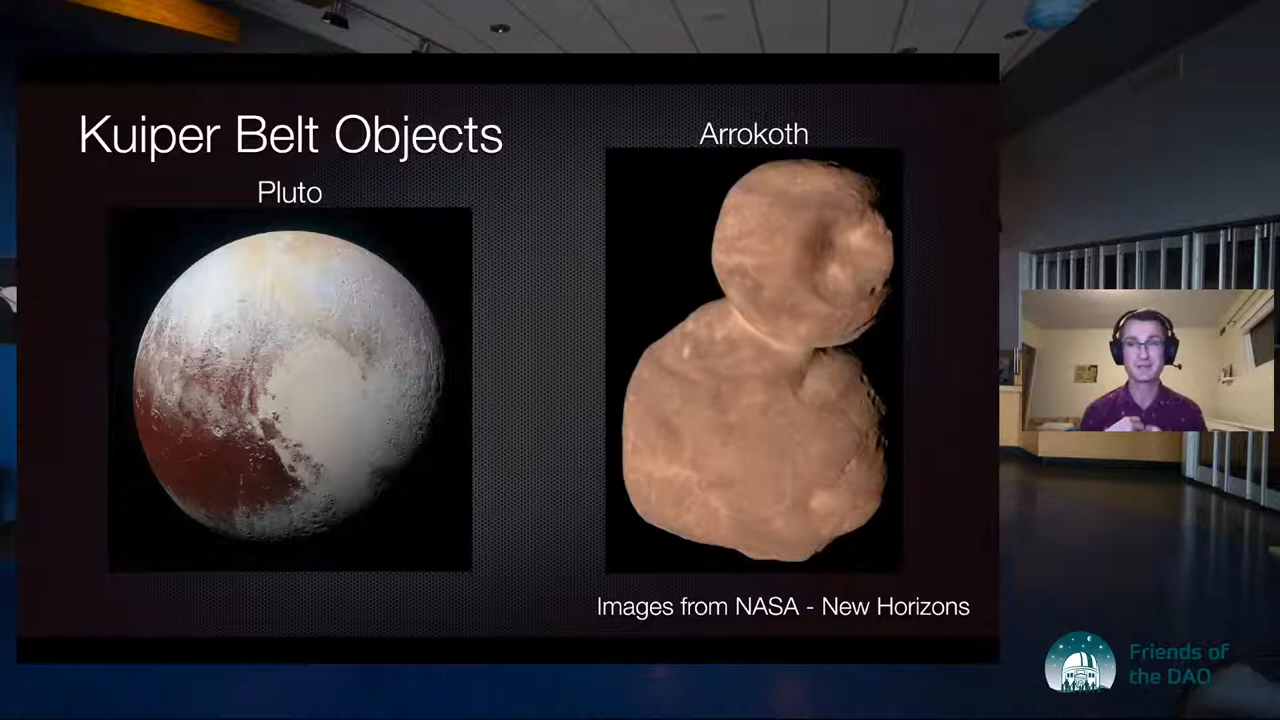 Kuiper Belt Objects
Pluto
Arrokoth
Images from NASA - New Horizons
Friends of
the DAO